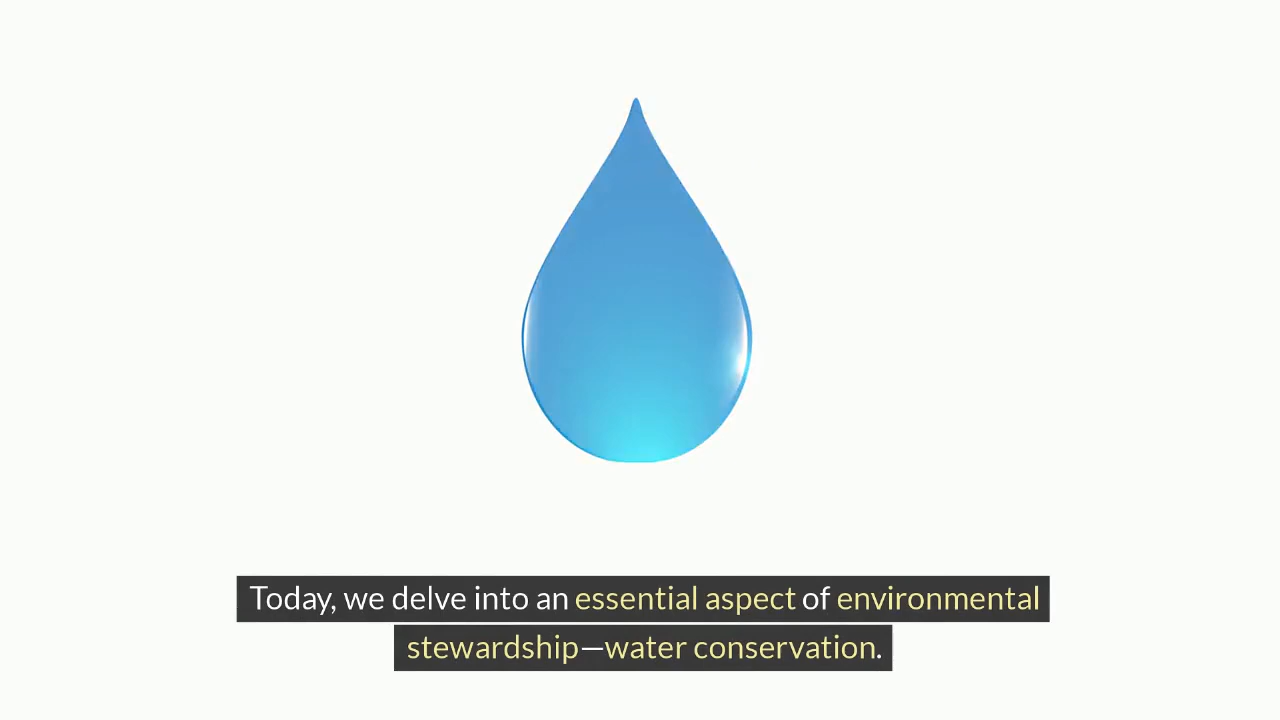 Today, we delve into an essential aspect of environmental
stewardship—water conservation.